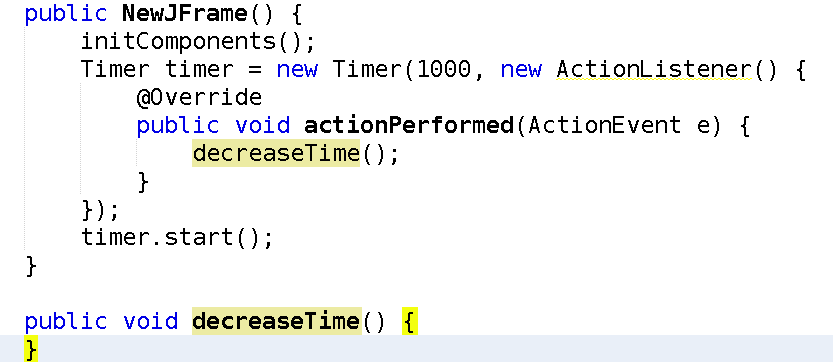 public NewJFrame() {
    initComponents();
    Timer timer = new Timer(1000, new ActionListener() {
        @Override
        public void actionPerformed(ActionEvent e) {
            decreaseTime();
        }
    });
    timer.start();
}

public void decreaseTime() {
}